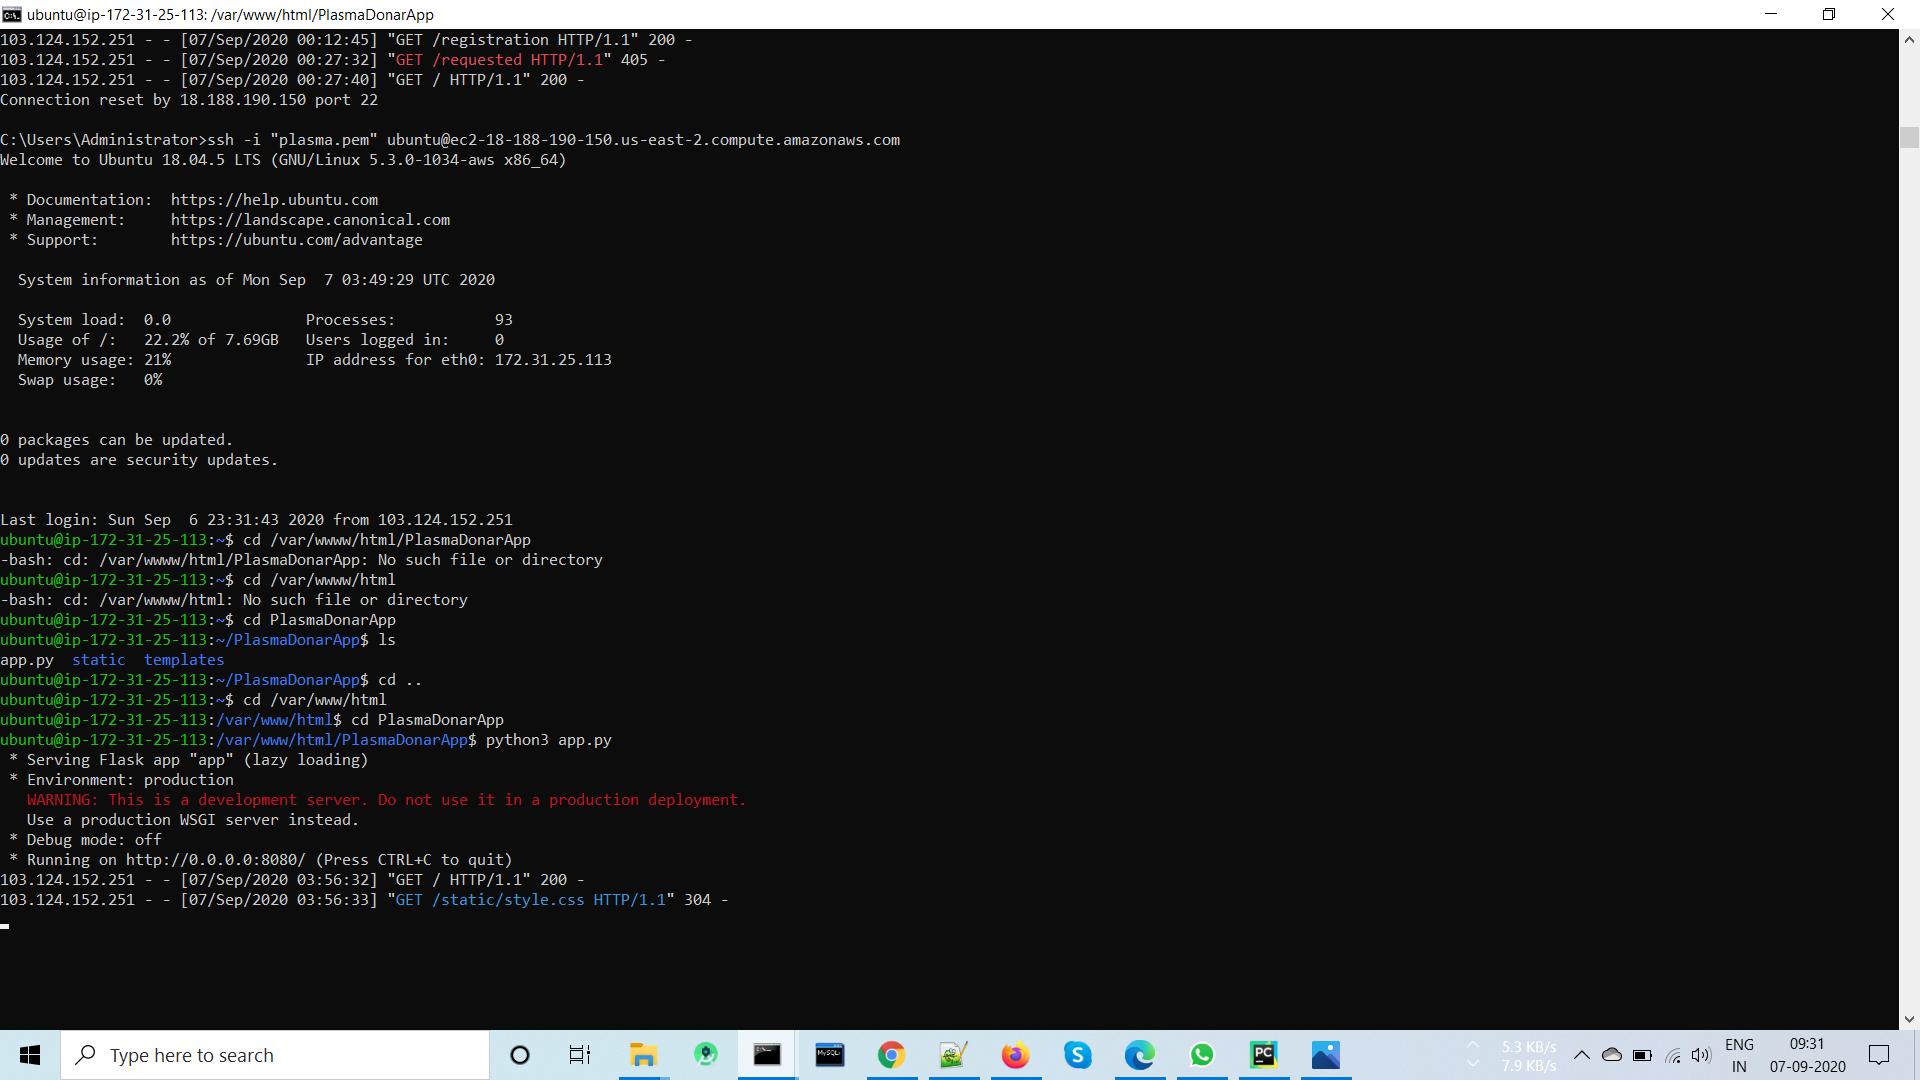 ubuntu@ip-172-31-25-113: /var/www/html/PlasmaDonarApp
103.124.152.251 - - [07/Sep/2020 00:12:45] "GET /registration HTTP/1.1" 200 -
103.124.152.251 - - [07/Sep/2020 00:27:32] "GET /requested HTTP/1.1" 405 -
103.124.152.251 - - [07/Sep/2020 00:27:40] "GET / HTTP/1.1" 200 -
Connection reset by 18.188.190.150 port 22
C:\Users\Administrator>ssh -i "plasma.pem" ubuntu@ec2-18-188-190-150.us-east-2.compute.amazonaws.com
Welcome to Ubuntu 18.04.5 LTS (GNU/Linux 5.3.0-1034-aws x86_64)
* Documentation:  https://help.ubuntu.com
* Management:     https://landscape.canonical.com
* Support:        https://ubuntu.com/advantage
System information as of Mon Sep  7 03:49:29 UTC 2020
System load:  0.0               Processes:           93
Usage of /:   22.2% of 7.69GB   Users logged in:     0
Memory usage: 21%               IP address for eth0: 172.31.25.113
Swap usage:   0%
0 packages can be updated.
0 updates are security updates.
Last login: Sun Sep  6 23:31:43 2020 from 103.124.152.251
ubuntu@ip-172-31-25-113:~$ cd /var/wwww/html/PlasmaDonarApp
-bash: cd: /var/wwww/html/PlasmaDonarApp: No such file or directory
ubuntu@ip-172-31-25-113:~$ cd /var/wwww/html
-bash: cd: /var/wwww/html: No such file or directory
ubuntu@ip-172-31-25-113:~$ cd PlasmaDonarApp
ubuntu@ip-172-31-25-113:~/PlasmaDonarApp$ ls
app.py  static  templates
ubuntu@ip-172-31-25-113:~/PlasmaDonarApp$ cd ..
ubuntu@ip-172-31-25-113:~$ cd /var/www/html
ubuntu@ip-172-31-25-113:/var/www/html$ cd PlasmaDonarApp
ubuntu@ip-172-31-25-113:/var/www/html/PlasmaDonarApp$ python3 app.py
* Serving Flask app "app" (lazy loading)
* Environment: production
WARNING: This is a development server. Do not use it in a production deployment.
Use a production WSGI server instead.
* Debug mode: off
* Running on http://0.0.0.0:8080/ (Press CTRL+C to quit)
103.124.152.251 - - [07/Sep/2020 03:56:32] "GET / HTTP/1.1" 200 -
103.124.152.251 - - [07/Sep/2020 03:56:33] "GET /static/style.css HTTP/1.1" 304 -
Type here to search
MySQL
PC
5.3 KB/s
7.9 KB/s
ENG
IN
09:31
07-09-2020